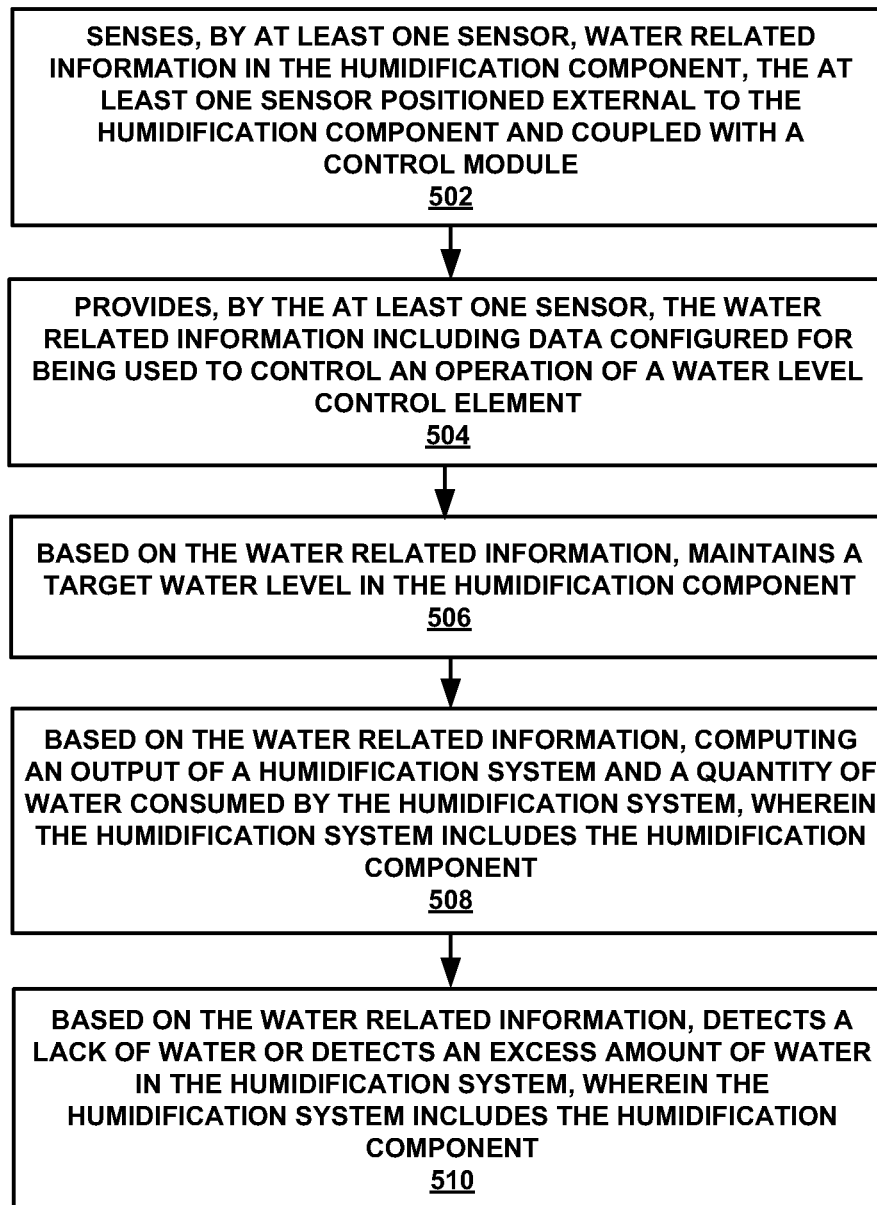 SENSES, BY AT LEAST ONE SENSOR, WATER RELATED
INFORMATION IN THE HUMIDIFICATION COMPONENT, THE AT
LEAST ONE SENSOR POSITIONED EXTERNAL TO THE
HUMIDIFICATION COMPONENT AND COUPLED WITH A
CONTROL MODULE
502
PROVIDES, BY THE AT LEAST ONE SENSOR, THE WATER
RELATED INFORMATION INCLUDING DATA CONFIGURED FOR
BEING USED TO CONTROL AN OPERATION OF A WATER LEVEL
CONTROL ELEMENT
504
BASED ON THE WATER RELATED INFORMATION, MAINTAINS A
TARGET WATER LEVEL IN THE HUMIDIFICATION COMPONENT
506
BASED ON THE WATER RELATED INFORMATION, COMPUTING
AN OUTPUT OF A HUMIDIFICATION SYSTEM AND A QUANTITY OF
WATER CONSUMED BY THE HUMIDIFICATION SYSTEM, WHEREIN
THE HUMIDIFICATION SYSTEM INCLUDES THE HUMIDIFICATION
COMPONENT
508
BASED ON THE WATER RELATED INFORMATION, DETECTS A
LACK OF WATER OR DETECTS AN EXCESS AMOUNT OF WATER
IN THE HUMIDIFICATION SYSTEM, WHEREIN THE
HUMIDIFICATION SYSTEM INCLUDES THE HUMIDIFICATION
COMPONENT
510